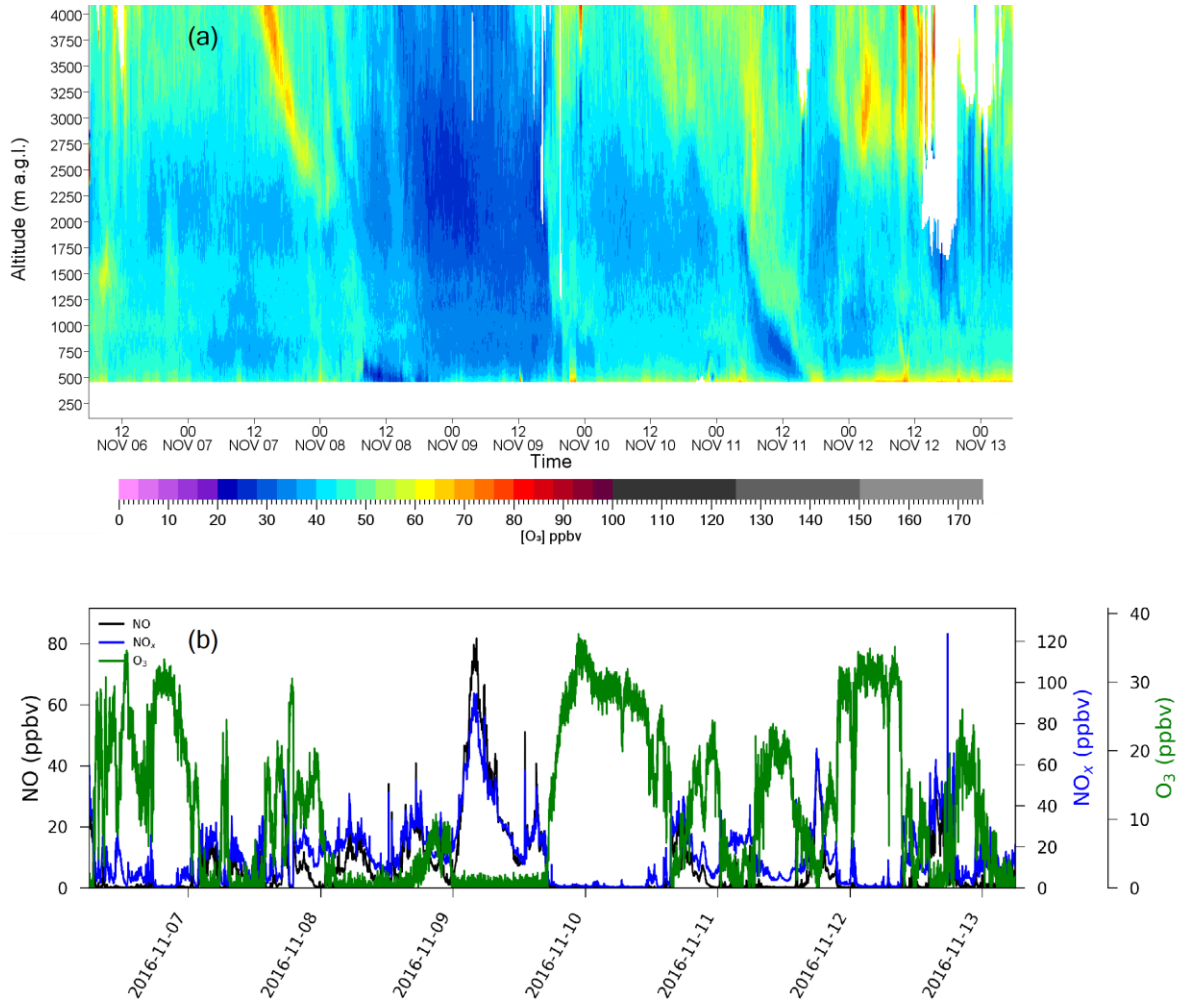 (a)
4000
3750
3500
3250
3000
2750
2500
2250
2000
1750
1500
1250
1000
750
500
250
Altitude (m a.g.l.)
12 00 12 00 12 00 12 00 12 00 12 00 12 00
NOV 06 NOV 07 NOV 07 NOV 08 NOV 08 NOV 09 NOV 09 NOV 10 NOV 10 NOV 11 NOV 11 NOV 12 NOV 12 NOV 13
Time
0 10 20 30 40 50 60 70 80 90 100 110 120 130 140 150 160 170
[O₃] ppbv
(b)
NO
NOₓ
O₃
80
60
40
20
0
NO (ppbv)
120
100
80
60
40
20
0
NOₓ (ppbv)
40
30
20
10
0
O₃ (ppbv)
2016-11-07
2016-11-08
2016-11-09
2016-11-10
2016-11-11
2016-11-12
2016-11-13